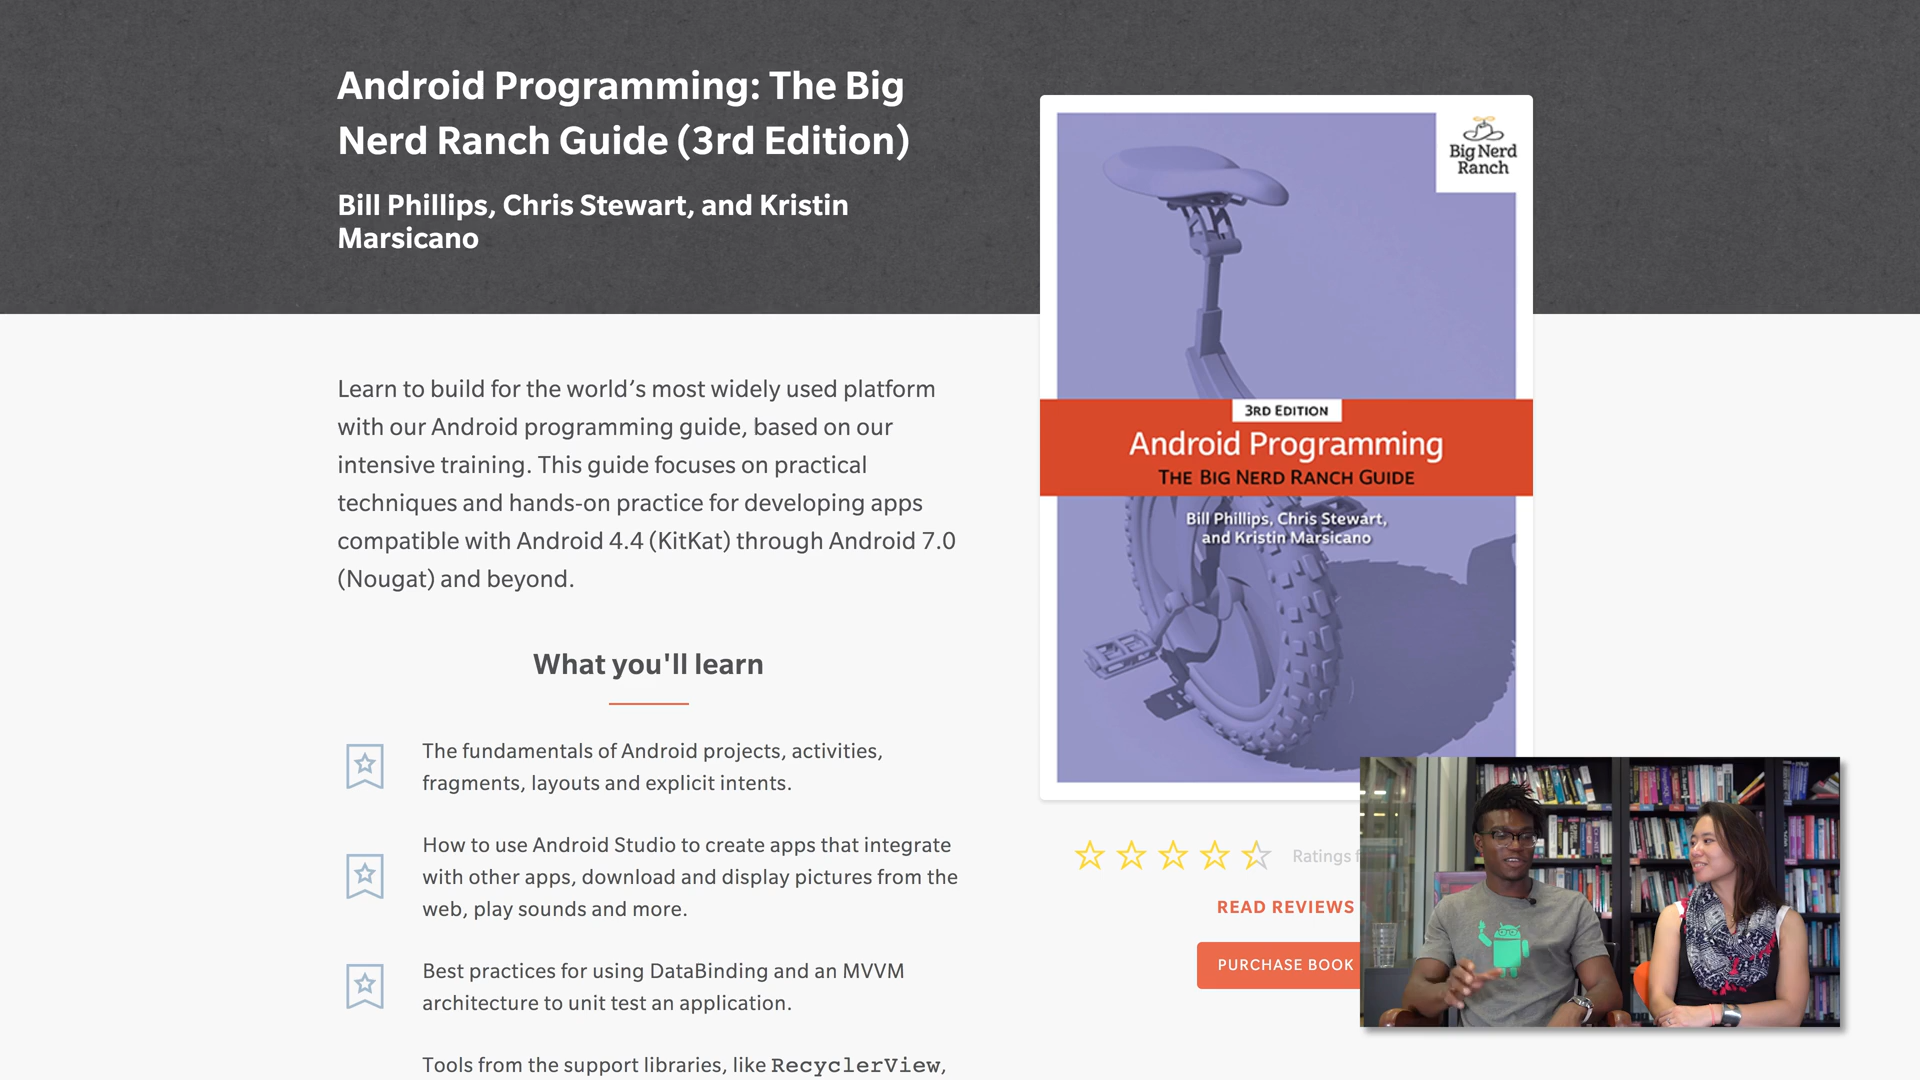 Android Programming: The Big
Nerd Ranch Guide (3rd Edition)
Bill Phillips, Chris Stewart, and Kristin
Marsicano
Learn to build for the world's most widely used platform
with our Android programming guide, based on our
intensive training. This guide focuses on practical
techniques and hands-on practice for developing apps
compatible with Android 4.4 (KitKat) through Android 7.0
(Nougat) and beyond.
What you'll learn
The fundamentals of Android projects, activities,
fragments, layouts and explicit intents.
How to use Android Studio to create apps that integrate
with other apps, download and display pictures from the
web, play sounds and more.
Best practices for using DataBinding and an MVVM
architecture to unit test an application.
Tools from the support libraries, like RecyclerView,
Big Nerd
Ranch
3RD EDITION
Android Programming
THE BIG NERD RANCH GUIDE
Bill Phillips, Chris Stewart,
and Kristin Marsicano
Ratings
READ REVIEWS
PURCHASE BOOK